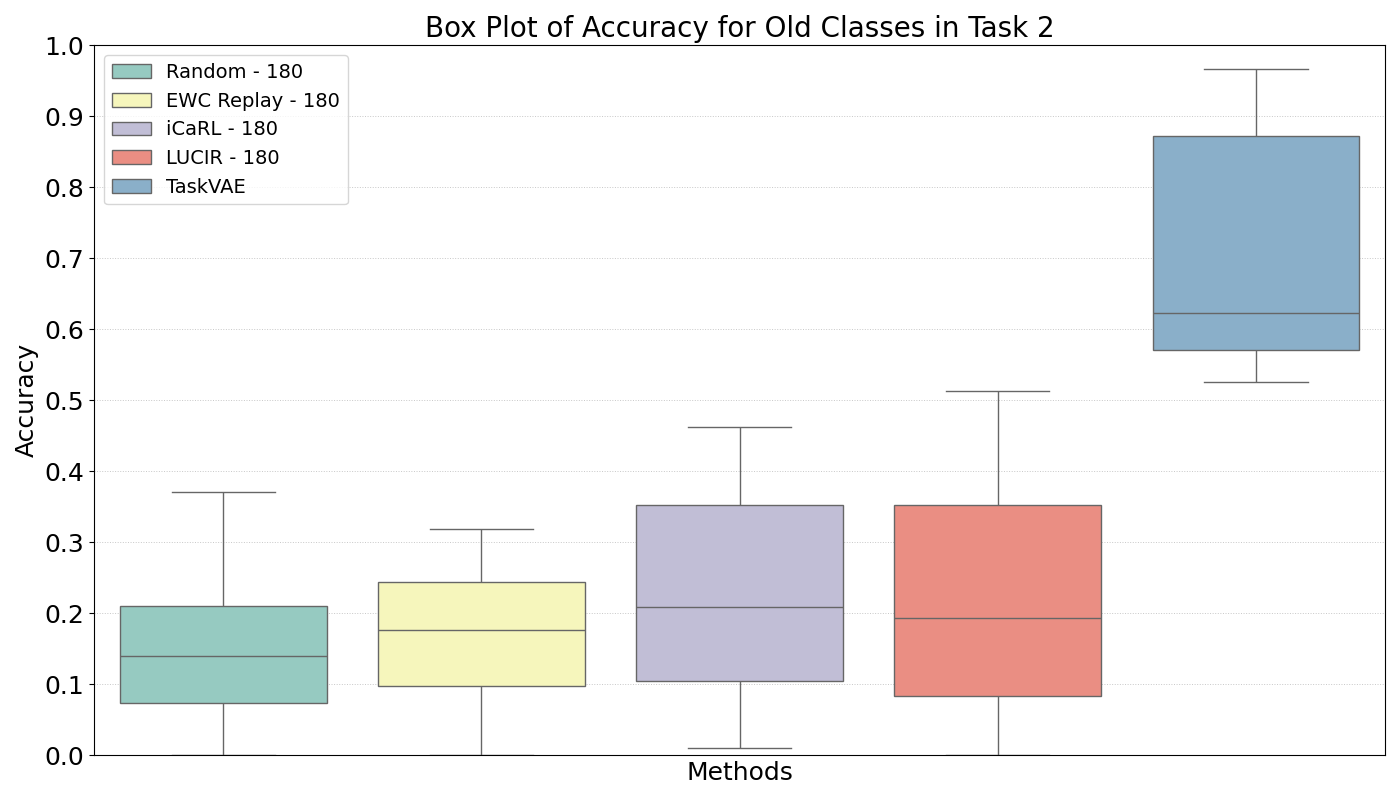 Box Plot of Accuracy for Old Classes in Task 2
1.0
0.9
0.8
0.7
0.6
0.5
0.4
0.3
0.2
0.1
0.0
Accuracy
Random - 180
EWC Replay - 180
iCaRL - 180
LUCIR - 180
TaskVAE
Methods